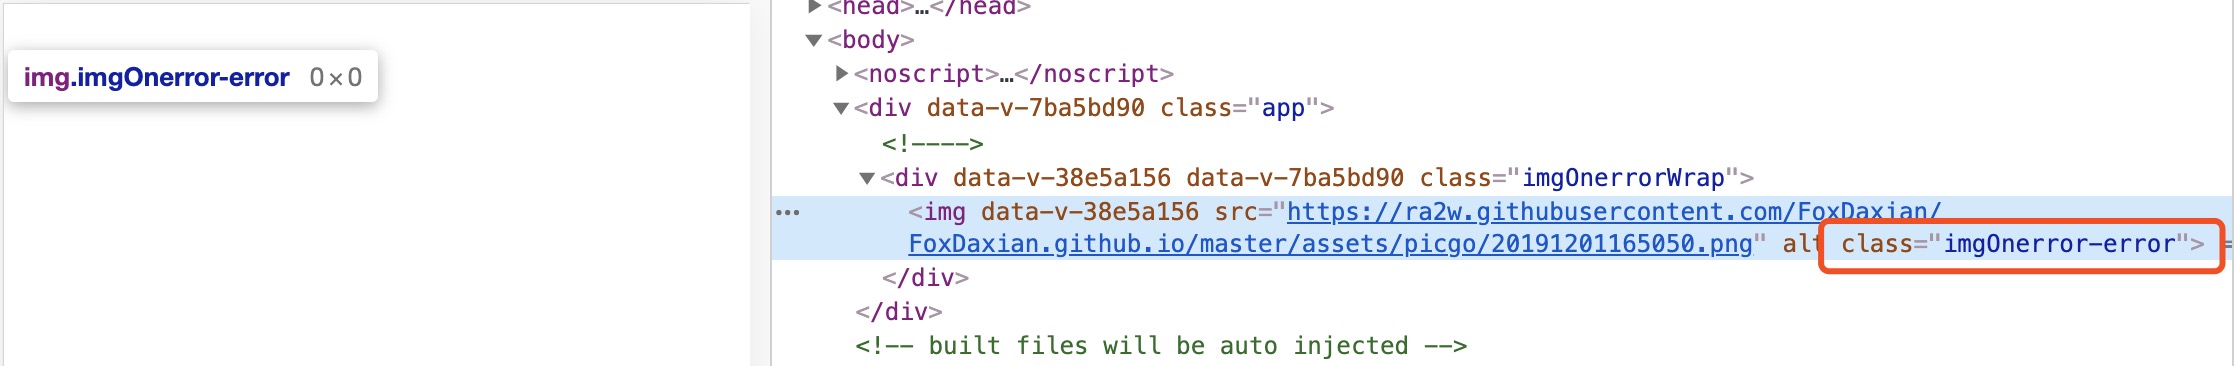 img.imgOnerror-error 0×0
▶<head>…</head>
▼<body>
▶<noscript>…</noscript>
▼<div data-v-7ba5bd90 class="app">
<!---->
▼<div data-v-38e5a156 data-v-7ba5bd90 class="imgOnerrorWrap">
… <img data-v-38e5a156 src="https://ra2w.githubusercontent.com/FoxDaxian/
FoxDaxian.github.io/master/assets/picgo/20191201165050.png" alt class="imgOnerror-error"> =
</div>
</div>
<!-- built files will be auto injected -->